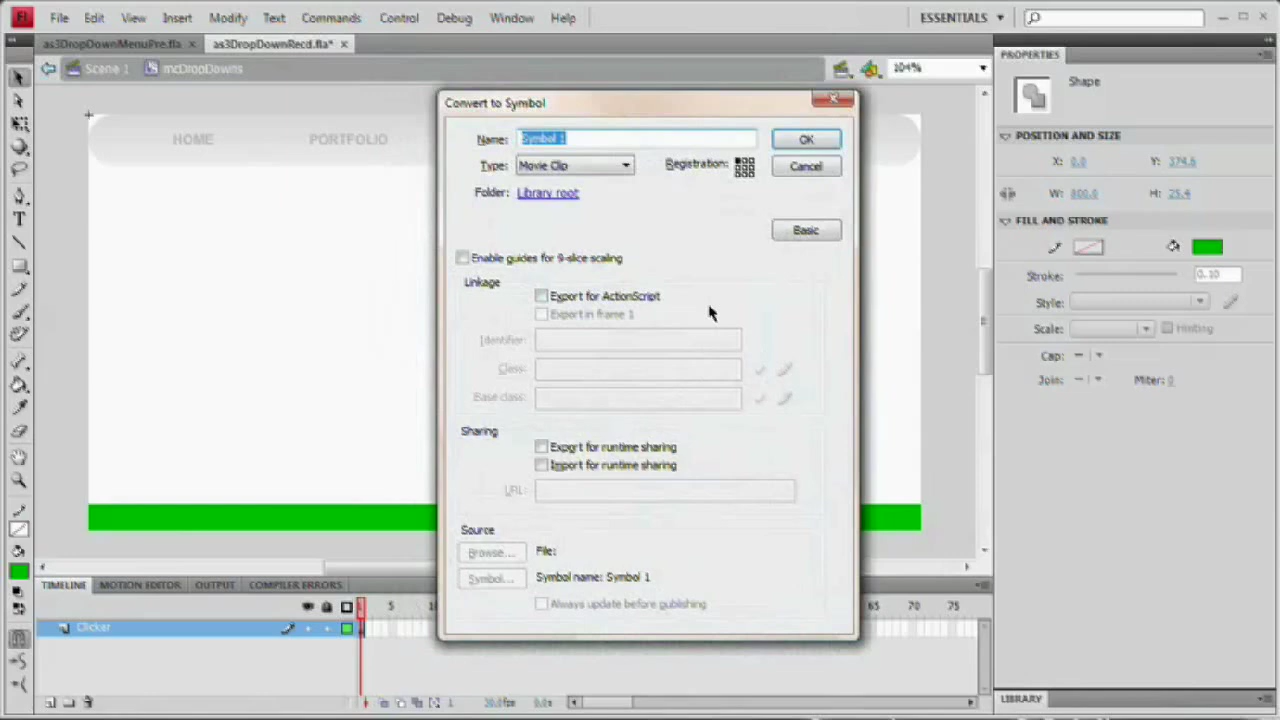 Fl File Edit View Insert Modify Text Commands Control Debug Window Help ESSENTIALS
as3DropDownMenuPre.fla as3DropDownRecd.fla*
Scene 1 mcDropDowns 104%
PROPERTIES
Shape
POSITION AND SIZE
X: 0.0 Y: 374.6
W: 800.0 H: 25.4
FILL AND STROKE
Stroke: 0.10
Style:
Scale: Hinting
Cap:
Join: Miter: 0
HOME PORTFOLIO
Convert to Symbol
Name: Symbol 1 OK
Type: Movie Clip Registration: Cancel
Folder: Library root
Basic
Enable guides for 9-slice scaling
Linkage
Export for ActionScript
Export in frame 1
Identifier:
Class:
Base class:
Sharing
Export for runtime sharing
Import for runtime sharing
URL:
Source
Browse... File:
Symbol... Symbol name: Symbol 1
Always update before publishing
TIMELINE MOTION EDITOR OUTPUT COMPILER ERRORS
5 65 70 75
Clicker
1 30.0fps 0.0s
LIBRARY